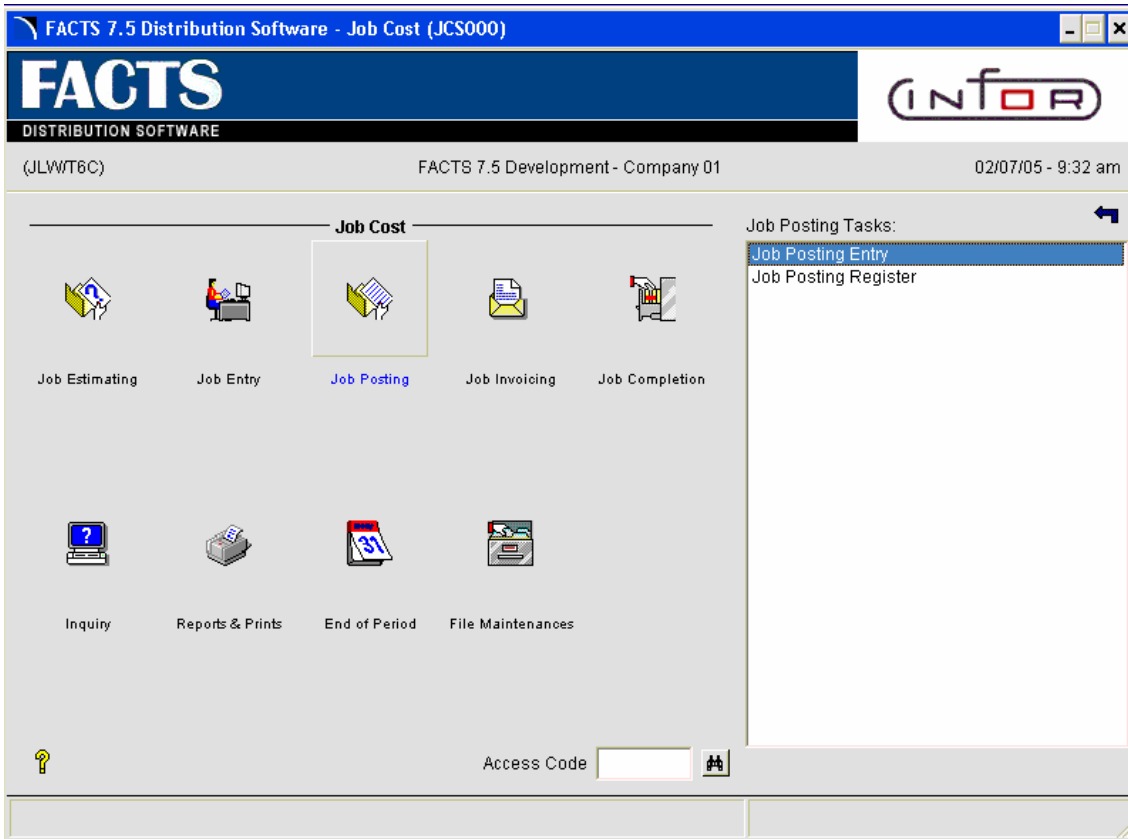 FACTS 7.5 Distribution Software - Job Cost (JCS000)
FACTS
DISTRIBUTION SOFTWARE
infor
(JLW/T6C) FACTS 7.5 Development - Company 01 02/07/05 - 9:32 am
Job Cost
Job Posting Tasks:
Job Posting Entry
Job Posting Register
Job Estimating Job Entry Job Posting Job Invoicing Job Completion
? 31
Inquiry Reports & Prints End of Period File Maintenances
? Access Code